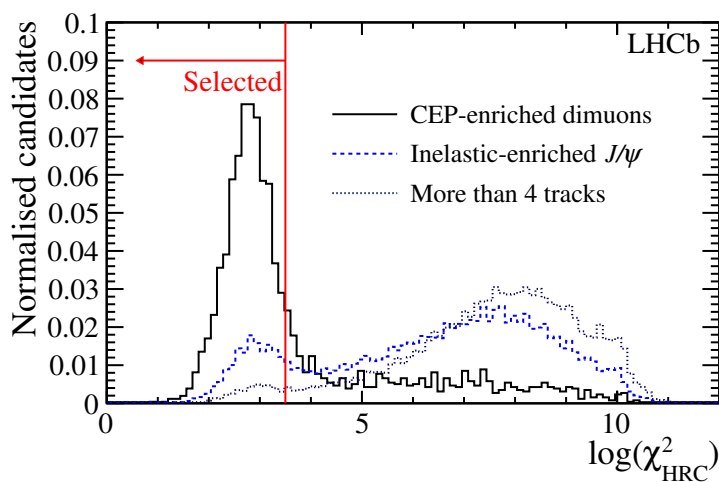 Normalised candidates
0.1
0.09
0.08
0.07
0.06
0.05
0.04
0.03
0.02
0.01
0
LHCb
Selected
CEP-enriched dimuons
Inelastic-enriched J/ψ
More than 4 tracks
0 5 10
log(χ²_HRC)